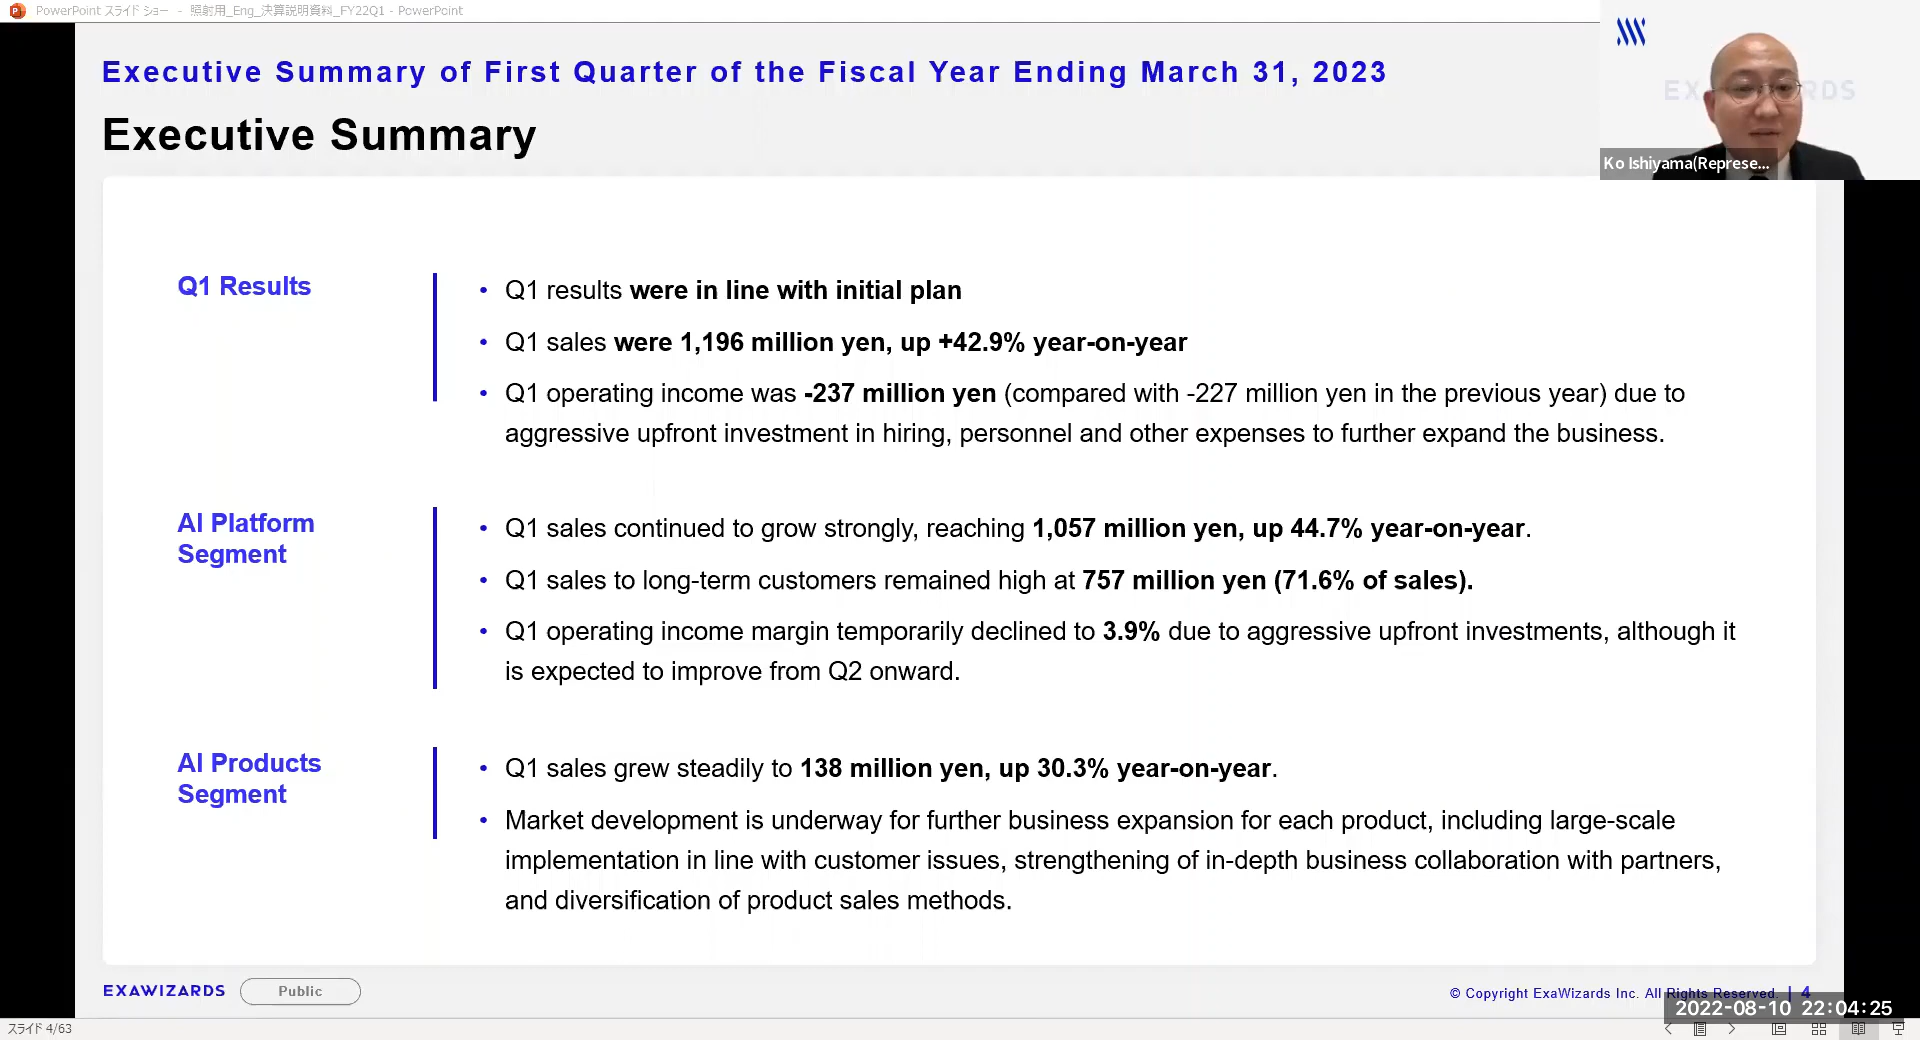 PowerPoint スライド ショー - 照射用_Eng_決算説明資料_FY22Q1 - PowerPoint
Executive Summary of First Quarter of the Fiscal Year Ending March 31, 2023
Executive Summary
EXAWIZARDS
Ko Ishiyama(Represe...
Q1 Results
• Q1 results were in line with initial plan
• Q1 sales were 1,196 million yen, up +42.9% year-on-year
• Q1 operating income was -237 million yen (compared with -227 million yen in the previous year) due to
aggressive upfront investment in hiring, personnel and other expenses to further expand the business.
AI Platform
Segment
• Q1 sales continued to grow strongly, reaching 1,057 million yen, up 44.7% year-on-year.
• Q1 sales to long-term customers remained high at 757 million yen (71.6% of sales).
• Q1 operating income margin temporarily declined to 3.9% due to aggressive upfront investments, although it
is expected to improve from Q2 onward.
AI Products
Segment
• Q1 sales grew steadily to 138 million yen, up 30.3% year-on-year.
• Market development is underway for further business expansion for each product, including large-scale
implementation in line with customer issues, strengthening of in-depth business collaboration with partners,
and diversification of product sales methods.
EXAWIZARDS
Public
© Copyright ExaWizards Inc. All Rights Reserved. | 4
2022-08-10 22:04:25
スライド 4/63